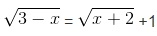 √3 − x = √x + 2 +1